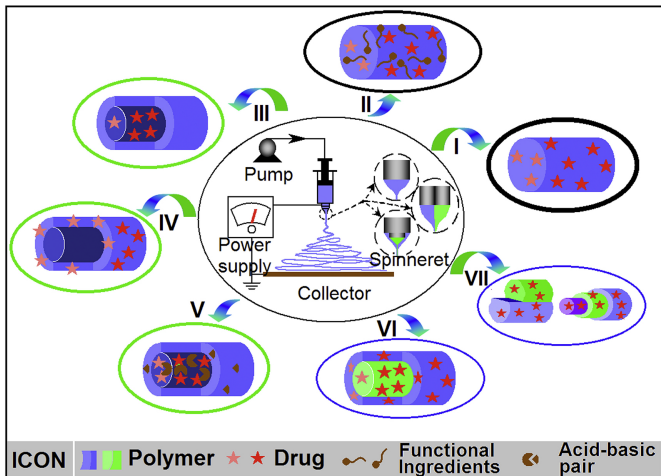 II
III
I
Pump
IV
Power
supply
Spinneret
VII
Collector
V
VI
ICON
Polymer
Drug
Functional
Ingredients
Acid-basic
pair